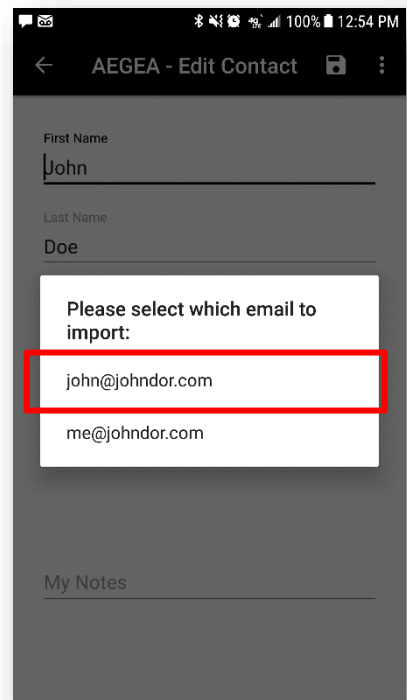 100% 12:54 PM
AEGEA - Edit Contact
First Name
John
Last Name
Doe
Please select which email to
import:
john@johndor.com
me@johndor.com
My Notes